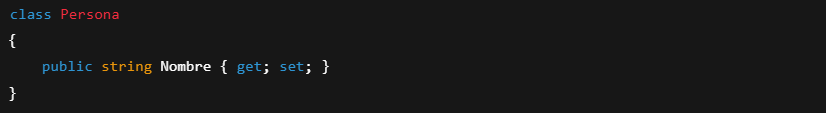 class Persona
{
    public string Nombre { get; set; }
}